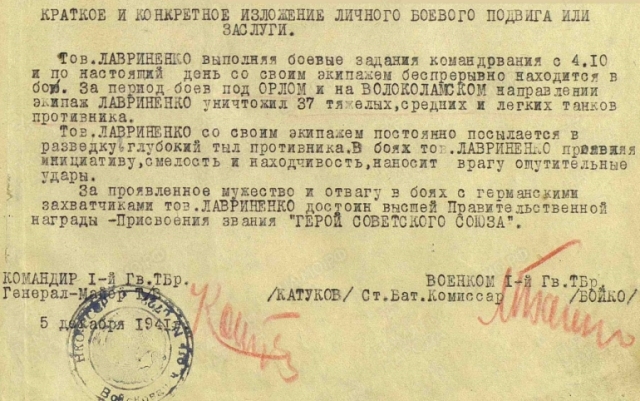 КРАТКОЕ И КОНКРЕТНОЕ ИЗЛОЖЕНИЕ ЛИЧНОГО БОЕВОГО ПОДВИГА ИЛИ
ЗАСЛУГИ.
Тов.ЛАВРИНЕНКО выполняя боевые задания командования с 4.10
и по настоящий день со своим экипажем беспрерывно находится в
бою. За период боев под ОРЛОМ и на ВОЛОКОЛАМСКОМ направлении
экипаж ЛАВРИНЕНКО уничтожил 37 тяжелых,средних и легких танков
противника.
Тов.ЛАВРИНЕНКО со своим экипажем постоянно посылается в
разведку глубокий тыл противника.В боях тов.ЛАВРИНЕНКО проявил
инициативу,смелость и находчивость,наносит врагу ощутительные
удары.
За проявленное мужество и отвагу в боях с германскими
захватчиками тов.ЛАВРИНЕНКО достоин высшей Правительственной
награды -Присвоения звания "ГЕРОЙ СОВЕТСКОГО СОЮЗА".
КОМАНДИР I-й Гв.ТБр. ВОЕНКОМ I-й Гв.ТБр.
Генерал-Майор /КАТУКОВ/ Ст.Бат.Комиссар /БОЙКО/
5 декабря 1941г.